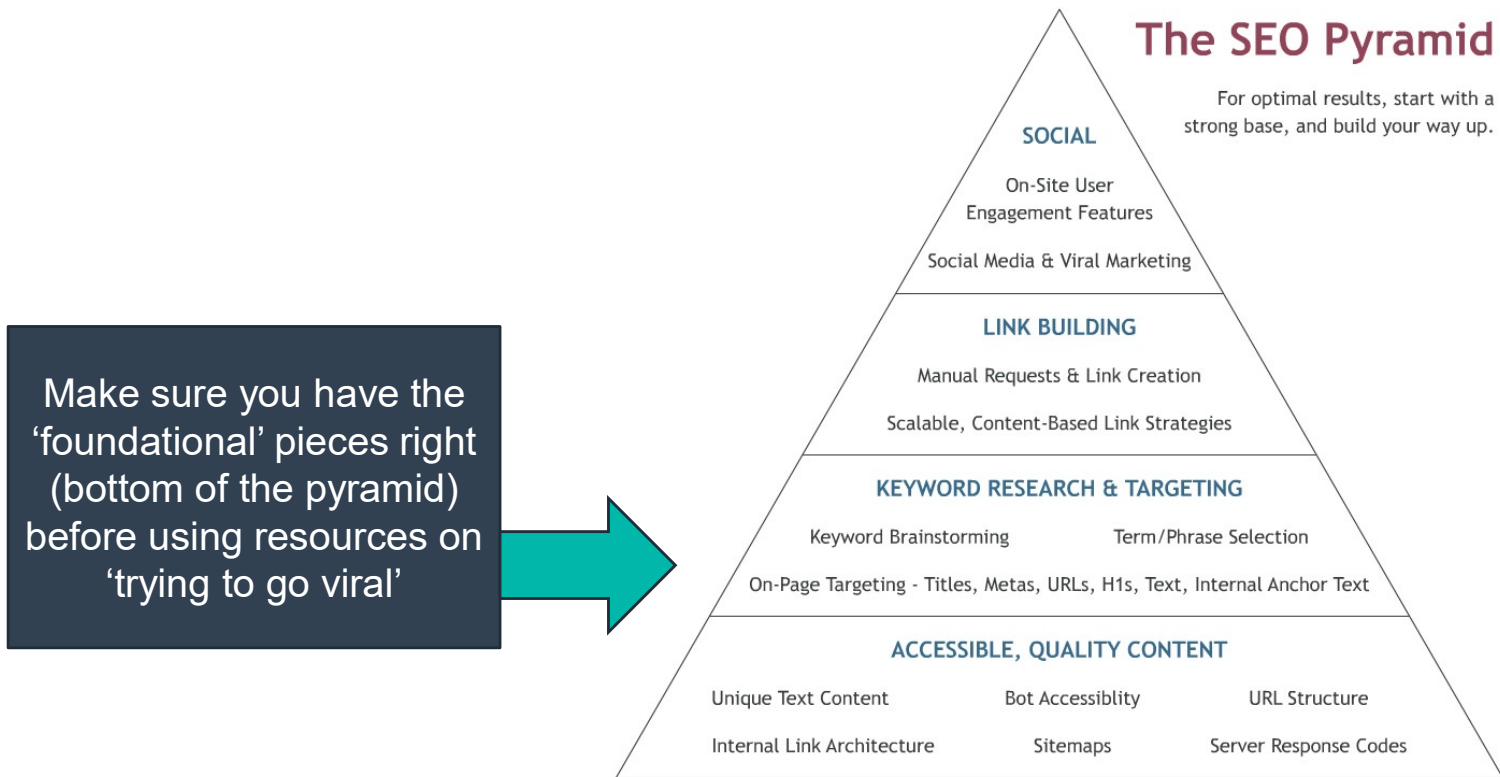 The SEO Pyramid
For optimal results, start with a
strong base, and build your way up.
SOCIAL
On-Site User
Engagement Features
Social Media & Viral Marketing
LINK BUILDING
Manual Requests & Link Creation
Scalable, Content-Based Link Strategies
KEYWORD RESEARCH & TARGETING
Keyword Brainstorming Term/Phrase Selection
On-Page Targeting - Titles, Metas, URLs, H1s, Text, Internal Anchor Text
ACCESSIBLE, QUALITY CONTENT
Unique Text Content Bot Accessiblity URL Structure
Internal Link Architecture Sitemaps Server Response Codes
Make sure you have the
‘foundational’ pieces right
(bottom of the pyramid)
before using resources on
‘trying to go viral’